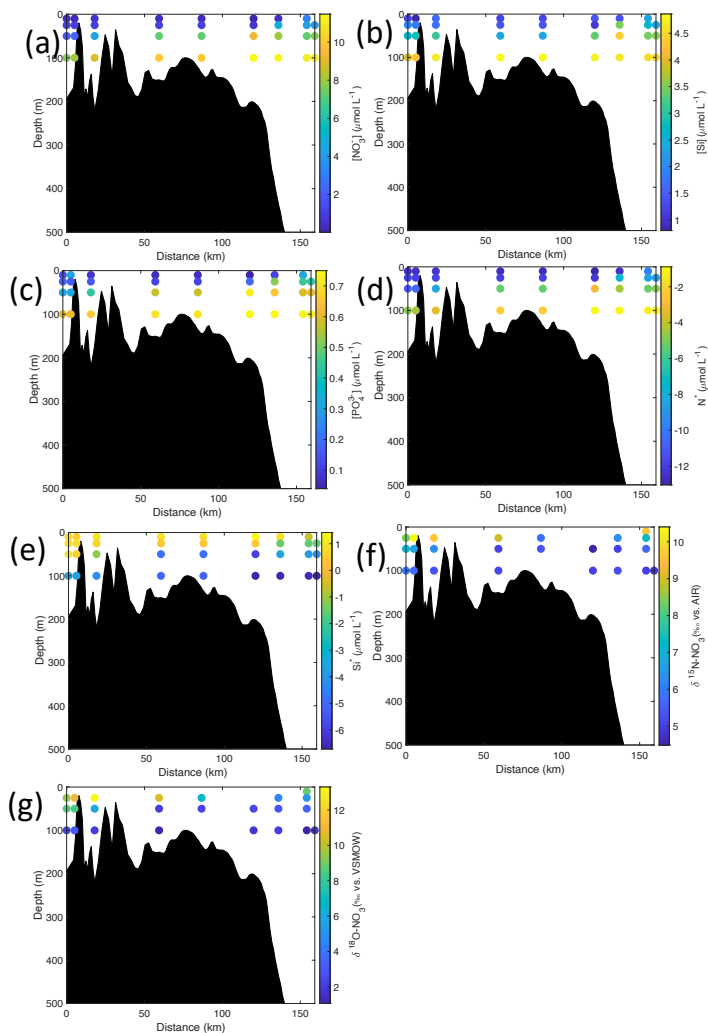 (a)
0
100
200
300
400
500
Depth (m)
0 50 100 150
Distance (km)
10
8
6
4
2
[NO₃⁻] (μmol L⁻¹)
(b)
0
100
200
300
400
500
Depth (m)
0 50 100 150
Distance (km)
4.5
4
3.5
3
2.5
2
1.5
1
[Si] (μmol L⁻¹)
(c)
0
100
200
300
400
500
Depth (m)
0 50 100 150
Distance (km)
0.7
0.6
0.5
0.4
0.3
0.2
0.1
[PO₄³⁻] (μmol L⁻¹)
(d)
0
100
200
300
400
500
Depth (m)
0 50 100 150
Distance (km)
-2
-4
-6
-8
-10
-12
N* (μmol L⁻¹)
(e)
0
100
200
300
400
500
Depth (m)
0 50 100 150
Distance (km)
1
0
-1
-2
-3
-4
-5
-6
Si* (μmol L⁻¹)
(f)
0
100
200
300
400
500
Depth (m)
0 50 100 150
Distance (km)
10
9
8
7
6
5
δ ¹⁵N-NO₃ (‰ vs. AIR)
(g)
0
100
200
300
400
500
Depth (m)
0 50 100 150
Distance (km)
12
10
8
6
4
2
δ ¹⁸O-NO₃ (‰ vs. VSMOW)